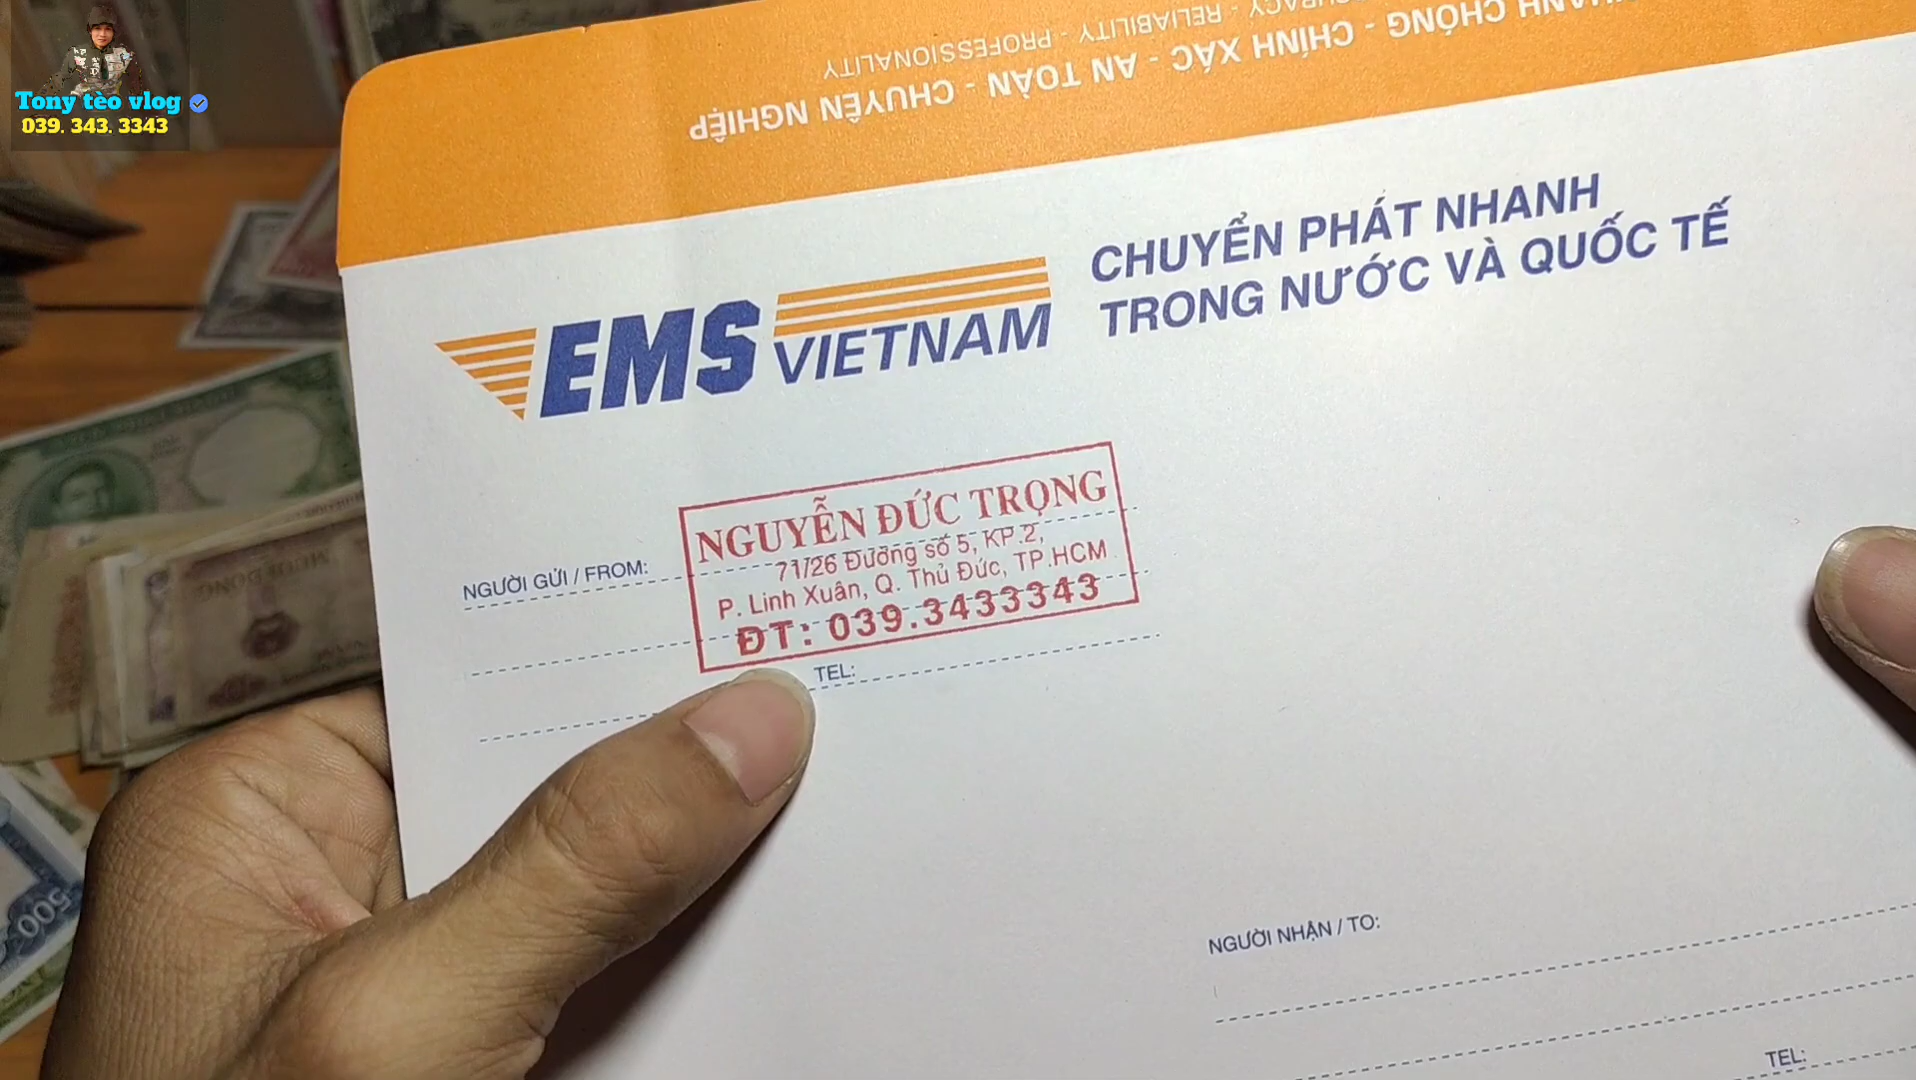 Tony tèo vlog
039. 343. 3343
RELIABILITY - PROFESSIONALITY
CHÓNG - CHÍNH XÁC - AN TOÀN - CHUYÊN NGHIỆP
EMS VIETNAM
CHUYỂN PHÁT NHANH
TRONG NƯỚC VÀ QUỐC TẾ
NGƯỜI GỬI / FROM:
NGUYỄN ĐỨC TRỌNG
71/26 Đường số 5, KP.2,
P. Linh Xuân, Q. Thủ Đức, TP.HCM
ĐT: 039.3433343
TEL:
NGƯỜI NHẬN / TO:
TEL:
500